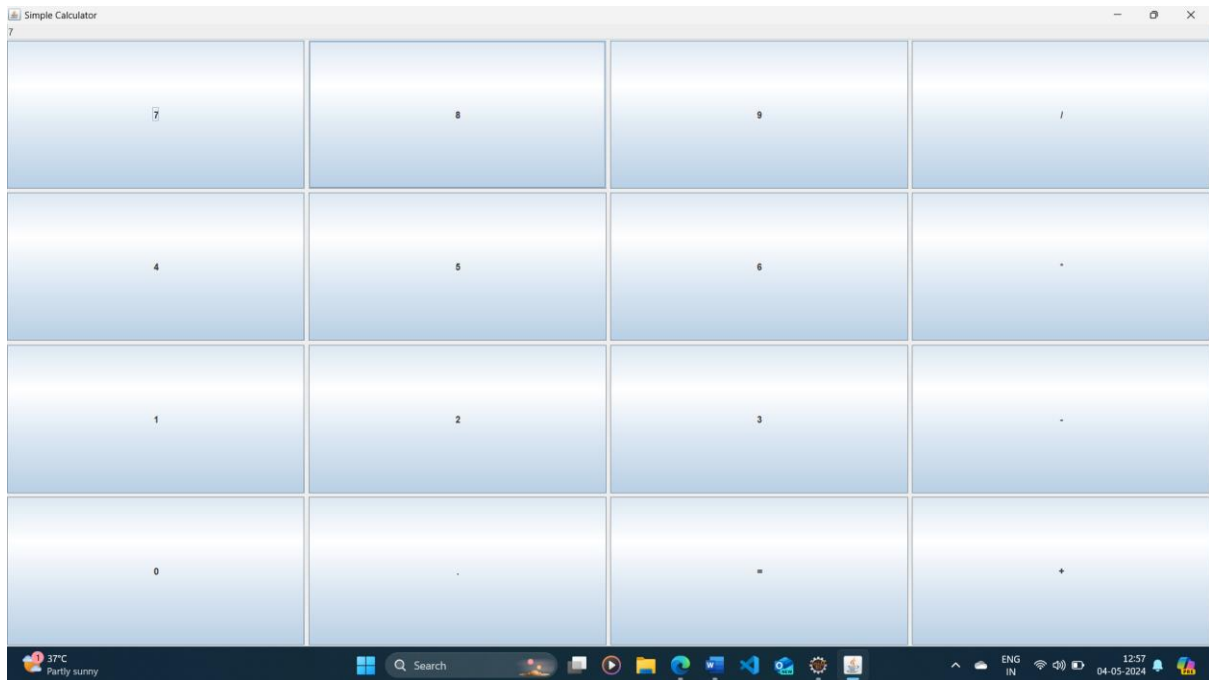 Simple Calculator
7
7 8 9 /
4 5 6 *
1 2 3 -
0 . = +
1 37°C
Partly sunny
Search
ENG
IN
12:57
04-05-2024